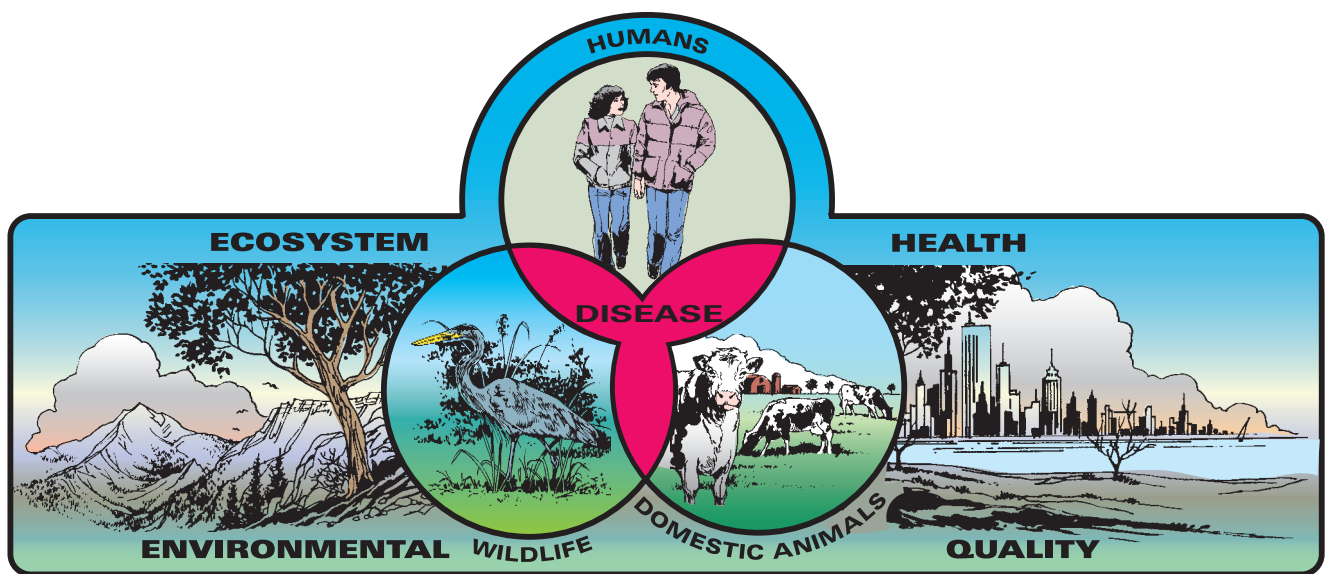 HUMANS
ECOSYSTEM
HEALTH
DISEASE
ENVIRONMENTAL
WILDLIFE
DOMESTIC ANIMALS
QUALITY